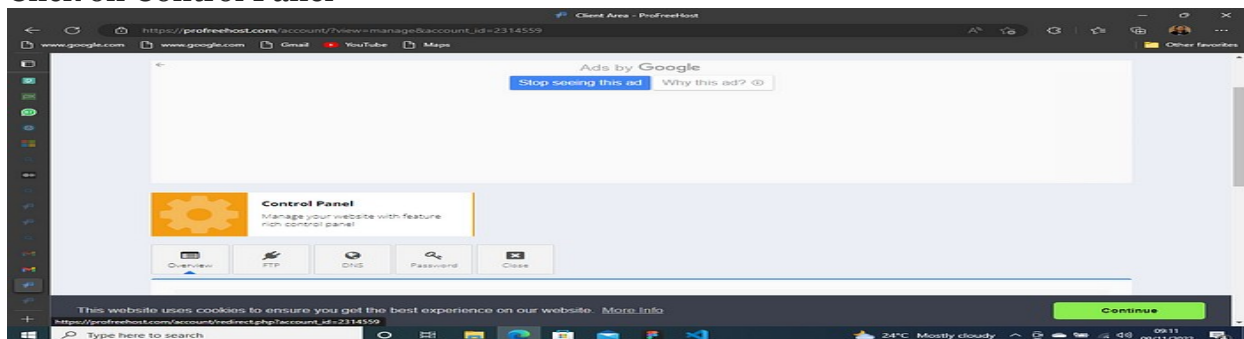 Click on Control Panel
Client Area - ProFreeHost
https://profreehost.com/account/?view=manage&account_id=2314559
www.google.com www.google.com Gmail YouTube Maps Other favorites
Ads by Google
Stop seeing this ad Why this ad?
Control Panel
Manage your website with feature
rich control panel
Overview FTP DNS Password Close
This website uses cookies to ensure you get the best experience on our website. More Info
Continue
https://profreehost.com/account/redirect.php?account_id=2314559
Type here to search 24°C Mostly cloudy 09:11
09/11/2022